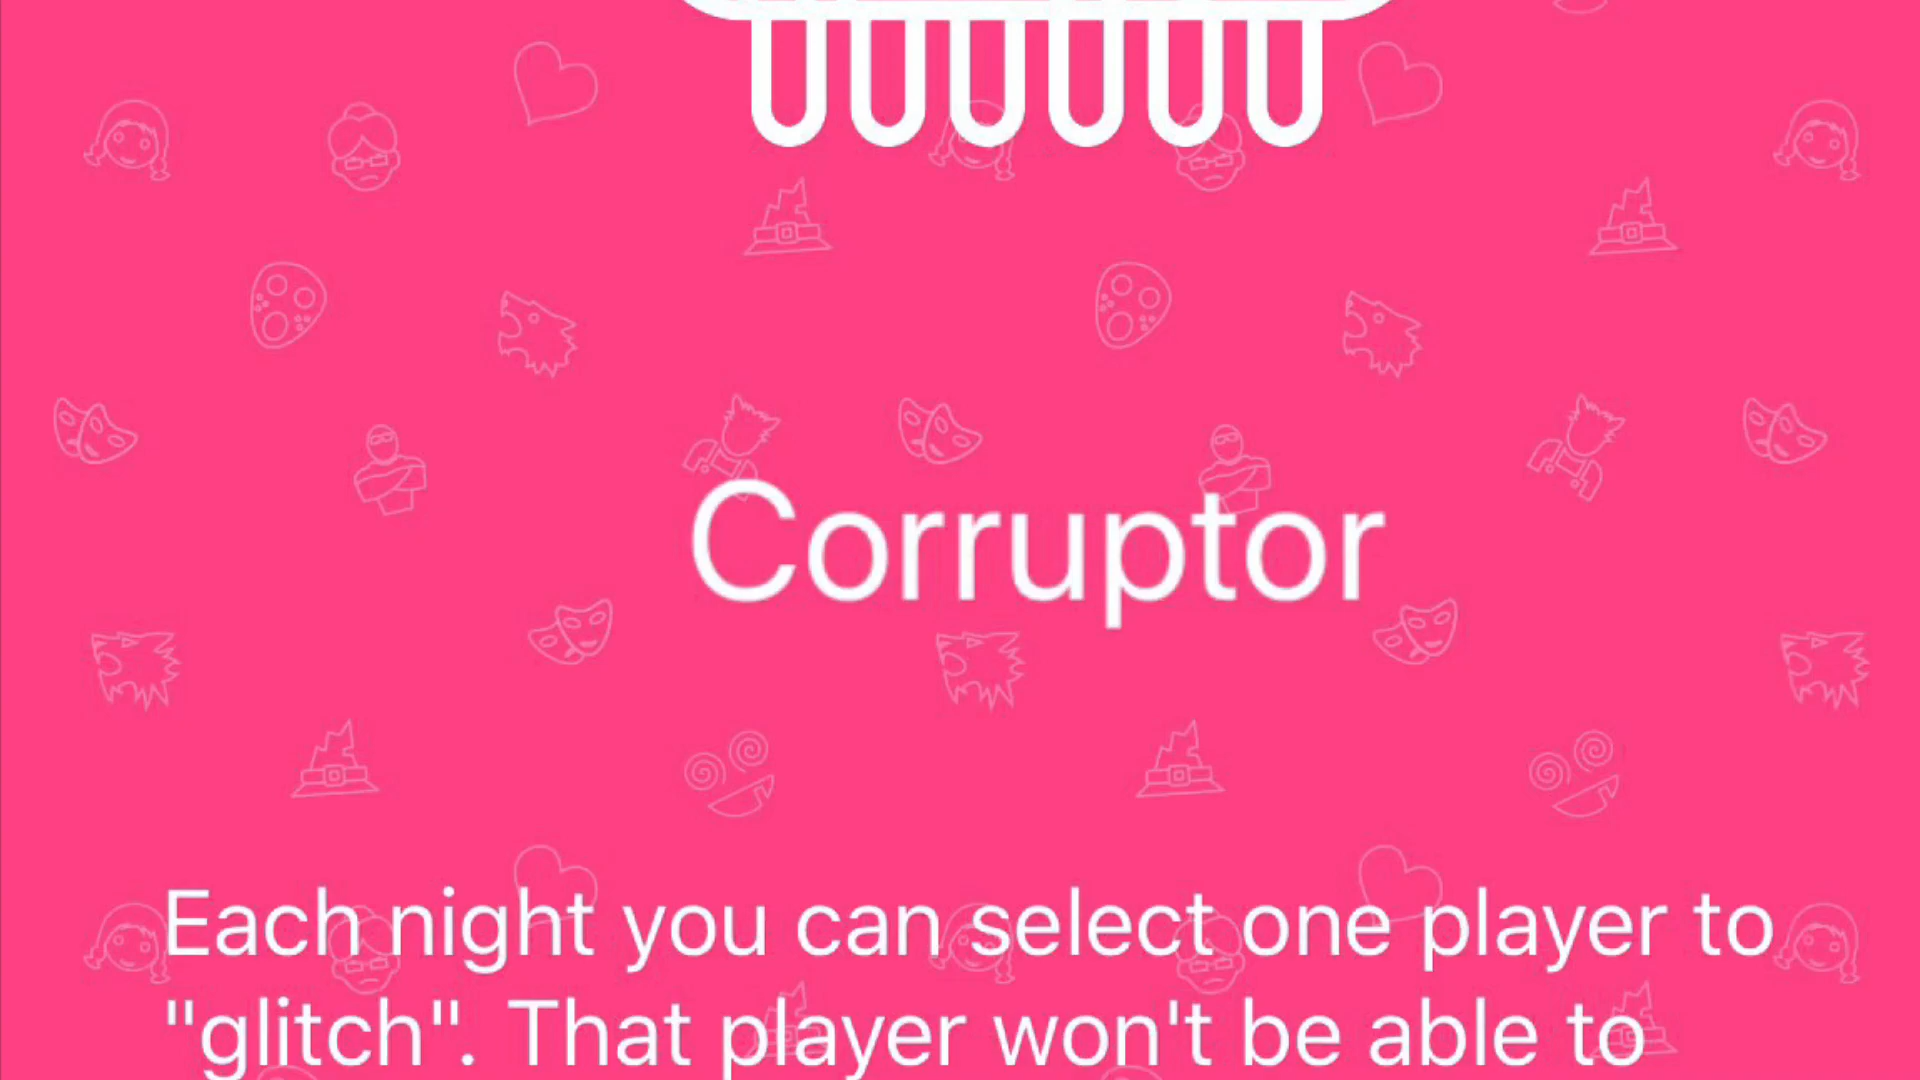 Corruptor
Each night you can select one player to
"glitch". That player won't be able to